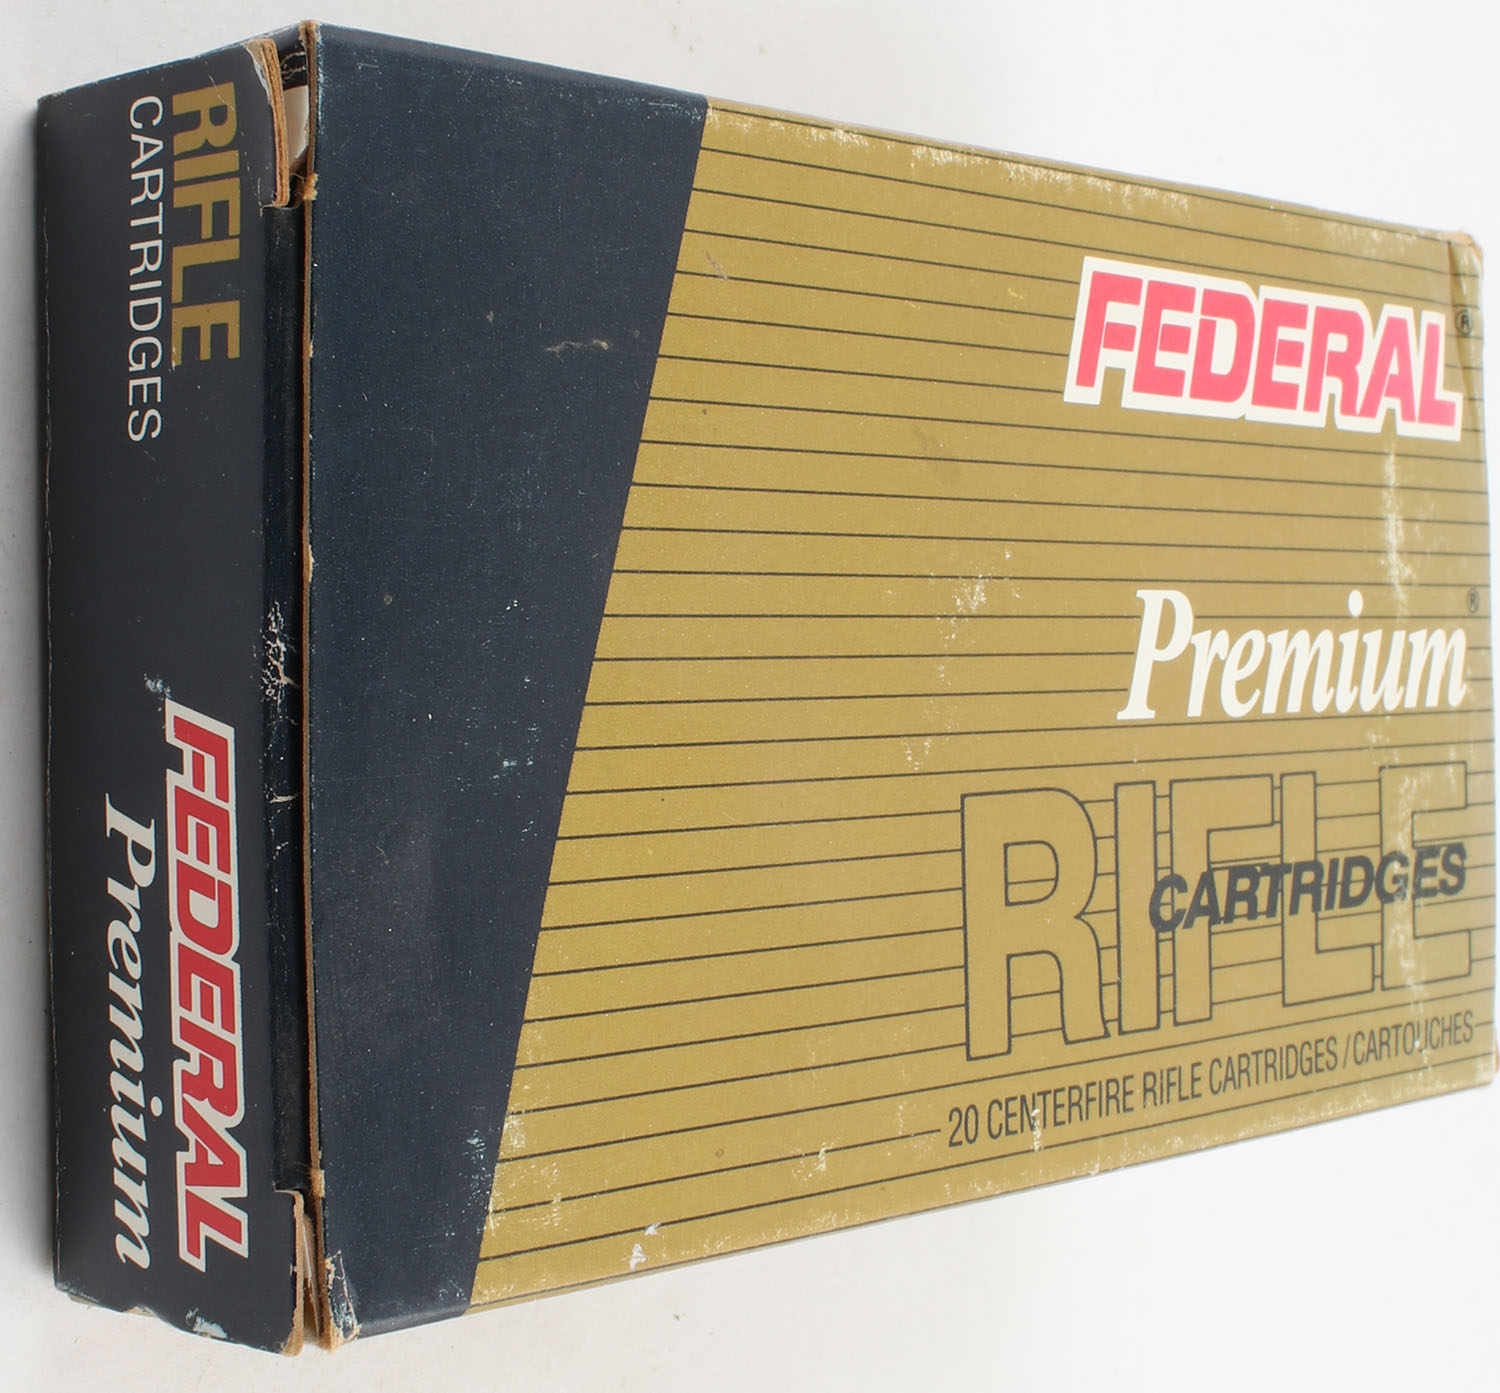 FEDERAL®
Premium®
RIFLE
CARTRIDGES
20 CENTERFIRE RIFLE CARTRIDGES / CARTOUCHES
RIFLE
CARTRIDGES
FEDERAL
Premium